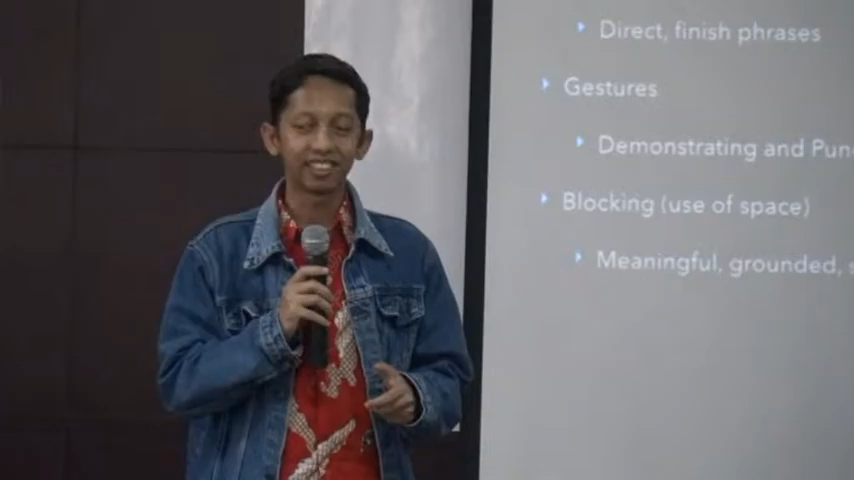 Direct, finish phrases
Gestures
Demonstrating and
Blocking (use of space)
Meaningful, grounded,